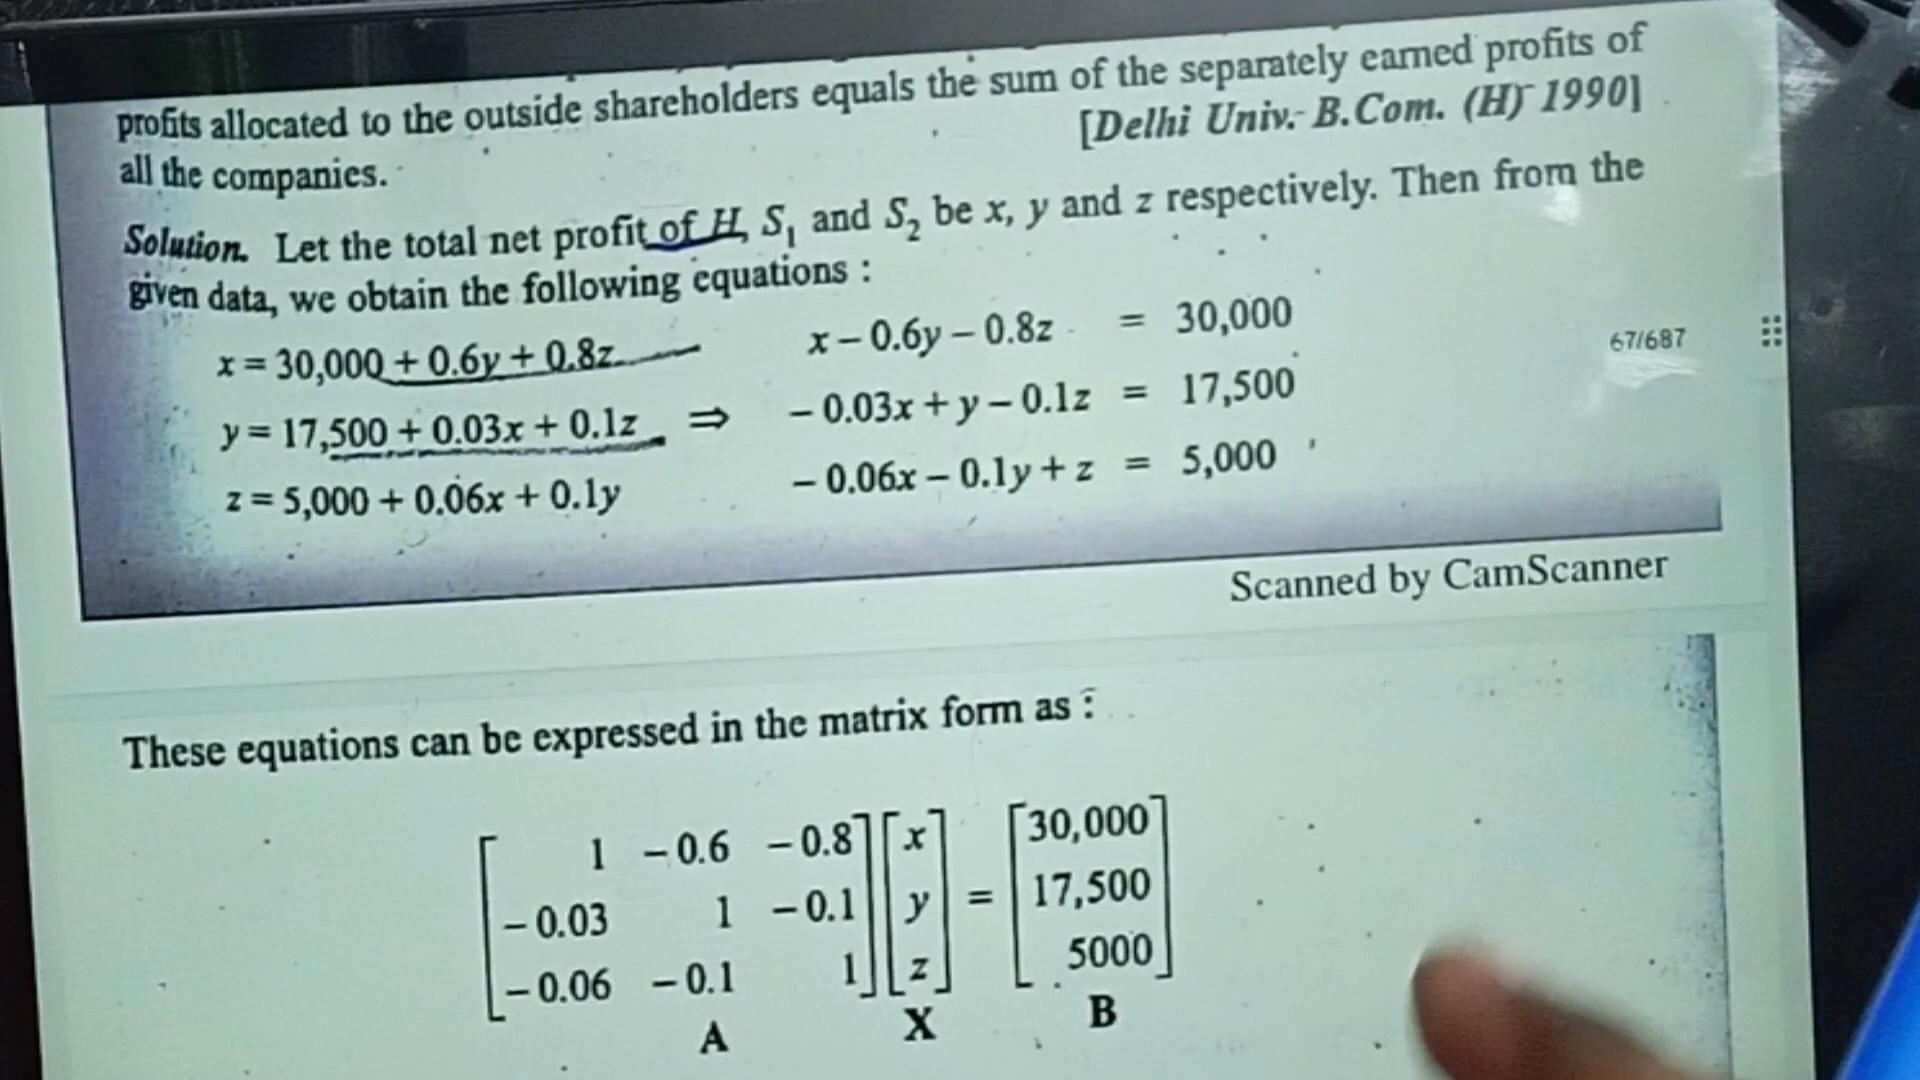 profits allocated to the outside shareholders equals the sum of the separately earned profits of
all the companies. [Delhi Univ. B.Com. (H) 1990]
Solution. Let the total net profit of H, S₁ and S₂ be x, y and z respectively. Then from the
given data, we obtain the following equations :
x = 30,000 + 0.6y + 0.8z x – 0.6y – 0.8z = 30,000
67/687
y = 17,500 + 0.03x + 0.1z ⇒ – 0.03x + y – 0.1z = 17,500
z = 5,000 + 0.06x + 0.1y – 0.06x – 0.1y + z = 5,000
Scanned by CamScanner
These equations can be expressed in the matrix form as :
[ 1 – 0.6 – 0.8 ] [ x ] [ 30,000 ]
[ – 0.03 1 – 0.1 ] [ y ] = [ 17,500 ]
[ – 0.06 – 0.1 1 ] [ z ] [ 5000 ]
A X B